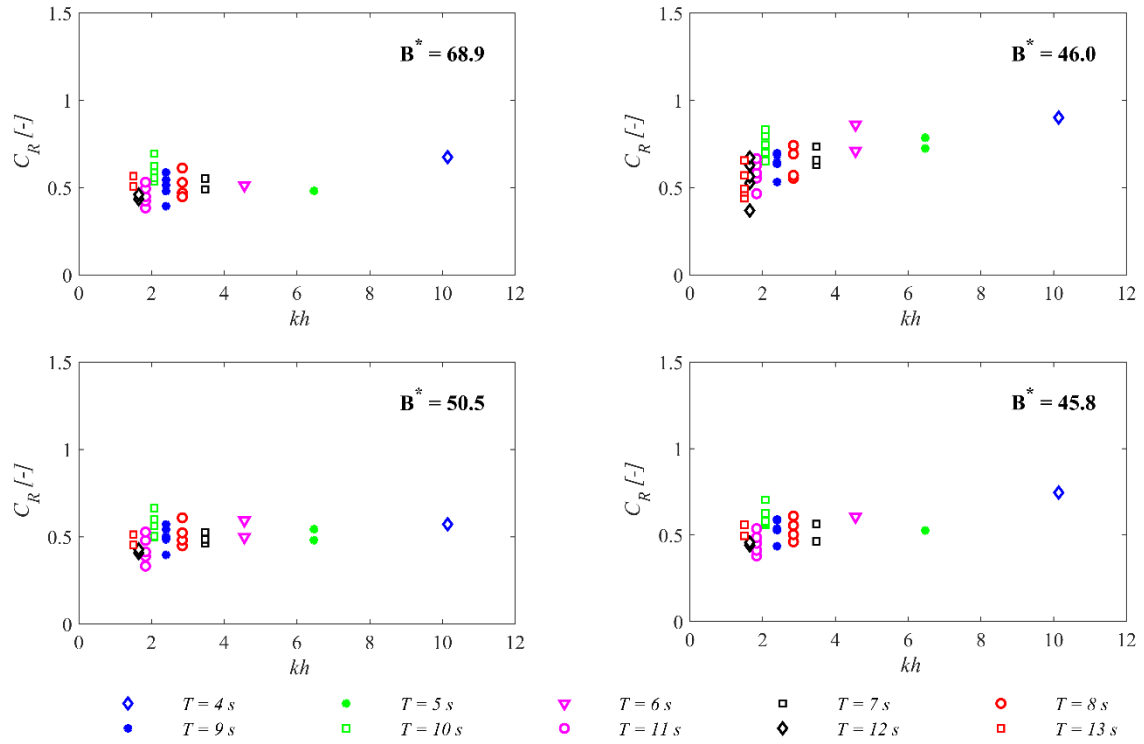 1.5
1
0.5
0
C_R [-]
B* = 68.9
0 2 4 6 8 10 12
kh
1.5
1
0.5
0
C_R [-]
B* = 46.0
0 2 4 6 8 10 12
kh
1.5
1
0.5
0
C_R [-]
B* = 50.5
0 2 4 6 8 10 12
kh
1.5
1
0.5
0
C_R [-]
B* = 45.8
0 2 4 6 8 10 12
kh
T = 4 s T = 5 s T = 6 s T = 7 s T = 8 s
T = 9 s T = 10 s T = 11 s T = 12 s T = 13 s